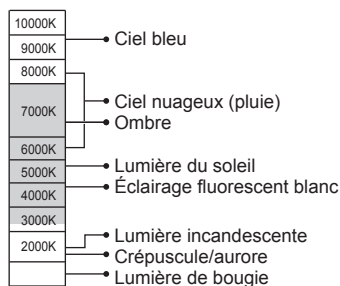 10000K
9000K
Ciel bleu
8000K
Ciel nuageux (pluie)
7000K
Ombre
6000K
5000K
Lumière du soleil
4000K
Éclairage fluorescent blanc
3000K
2000K
Lumière incandescente
Crépuscule/aurore
Lumière de bougie